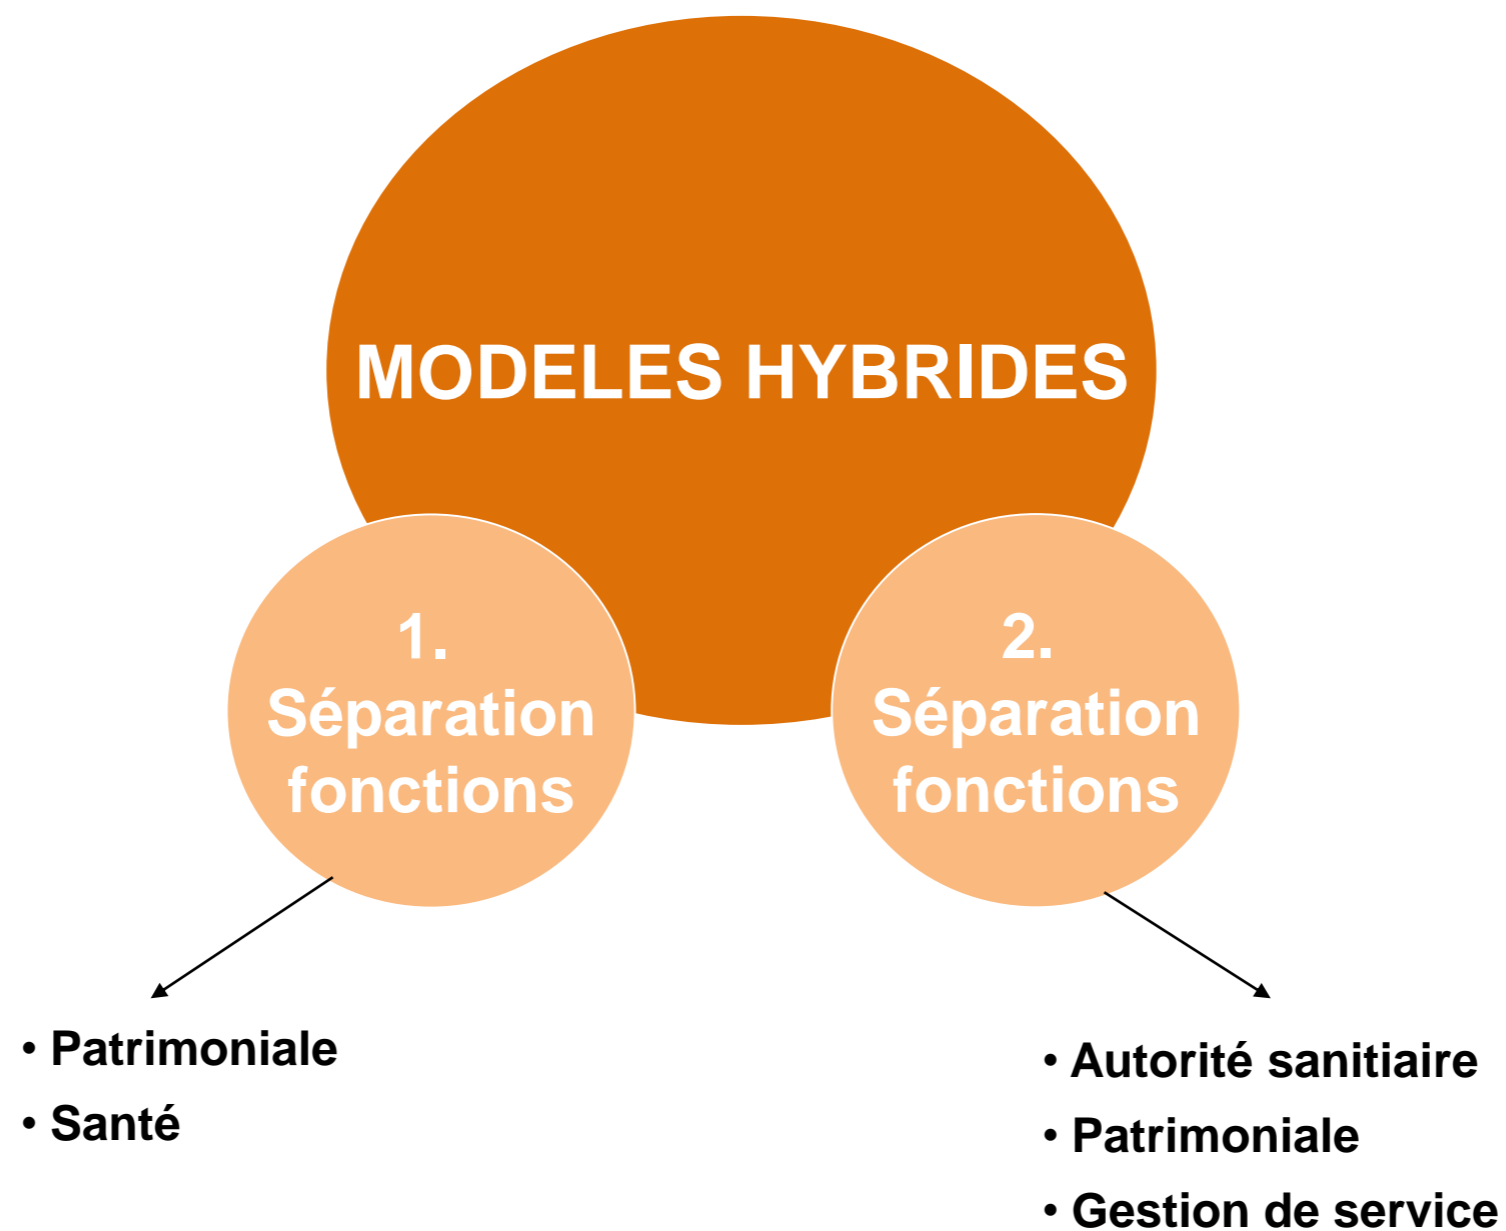 MODELES HYBRIDES
1.
Séparation
fonctions
2.
Séparation
fonctions
• Patrimoniale
• Santé
• Autorité sanitiaire
• Patrimoniale
• Gestion de service